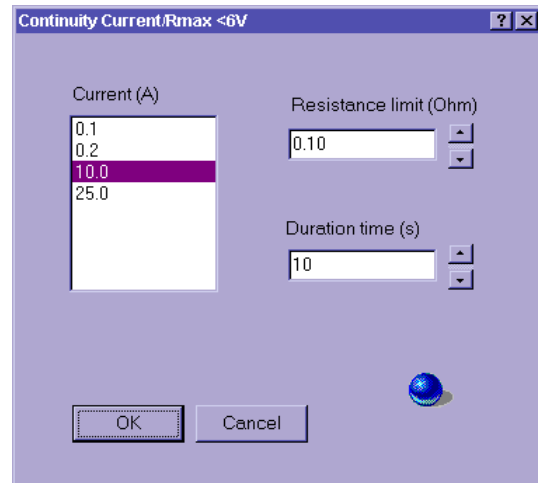 Continuity Current/Rmax <6V
Current (A)
0.1
0.2
10.0
25.0
Resistance limit (Ohm)
0.10
Duration time (s)
10
OK
Cancel